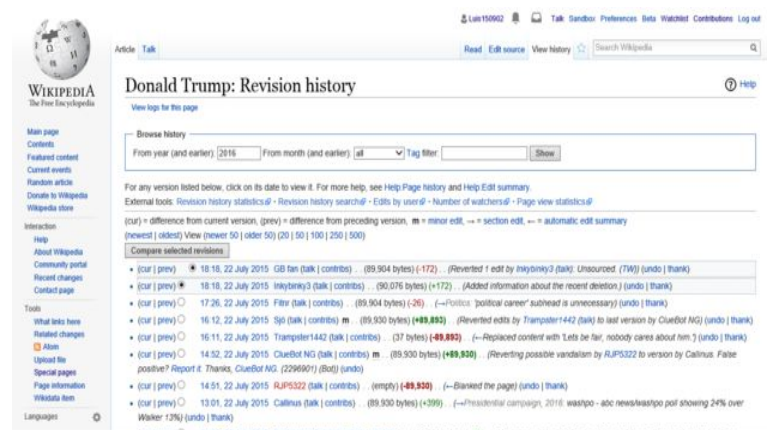 Luis150902 Talk Sandbox Preferences Beta Watchlist Contributions Log out
Article Talk Read Edit source View history Search Wikipedia
WIKIPEDIA
The Free Encyclopedia
Donald Trump: Revision history
Help
View logs for this page
Main page
Contents
Featured content
Current events
Random article
Donate to Wikipedia
Wikipedia store
Interaction
Help
About Wikipedia
Community portal
Recent changes
Contact page
Tools
What links here
Related changes
Atom
Upload file
Special pages
Page information
Wikidata item
Languages
Browse history
From year (and earlier): 2016 From month (and earlier): all Tag filter: Show
For any version listed below, click on its date to view it. For more help, see Help:Page history and Help:Edit summary.
External tools: Revision history statistics · Revision history search · Edits by user · Number of watchers · Page view statistics
(cur) = difference from current version, (prev) = difference from preceding version, m = minor edit, → = section edit, ← = automatic edit summary
(newest | oldest) View (newer 50 | older 50) (20 | 50 | 100 | 250 | 500)
Compare selected revisions
(cur | prev) 18:18, 22 July 2015 GB fan (talk | contribs) . . (89,904 bytes) (-172) . . (Reverted 1 edit by Inkybinky3 (talk): Unsourced. (TW)) (undo | thank)
(cur | prev) 18:18, 22 July 2015 Inkybinky3 (talk | contribs) . . (90,076 bytes) (+172) . . (Added information about the recent deletion.) (undo | thank)
(cur | prev) 17:26, 22 July 2015 Fitnr (talk | contribs) . . (89,904 bytes) (-26) . . (→Politics: 'political career' subhead is unnecessary) (undo | thank)
(cur | prev) 16:12, 22 July 2015 Sjö (talk | contribs) m . . (89,930 bytes) (+89,893) . . (Reverted edits by Trampster1442 (talk) to last version by ClueBot NG) (undo | thank)
(cur | prev) 16:11, 22 July 2015 Trampster1442 (talk | contribs) . . (37 bytes) (-89,893) . . (←Replaced content with 'Lets be fair, nobody cares about him.') (undo | thank)
(cur | prev) 14:52, 22 July 2015 ClueBot NG (talk | contribs) m . . (89,930 bytes) (+89,930) . . (Reverting possible vandalism by RJP5322 to version by Callinus. False
positive? Report it. Thanks, ClueBot NG. (2296901) (Bot)) (undo)
(cur | prev) 14:51, 22 July 2015 RJP5322 (talk | contribs) . . (empty) (-89,930) . . (←Blanked the page) (undo | thank)
(cur | prev) 13:01, 22 July 2015 Callinus (talk | contribs) . . (89,930 bytes) (+399) . . (→Presidential campaign, 2016: washpo - abc news/washpo poll showing 24% over
Walker 13%) (undo | thank)